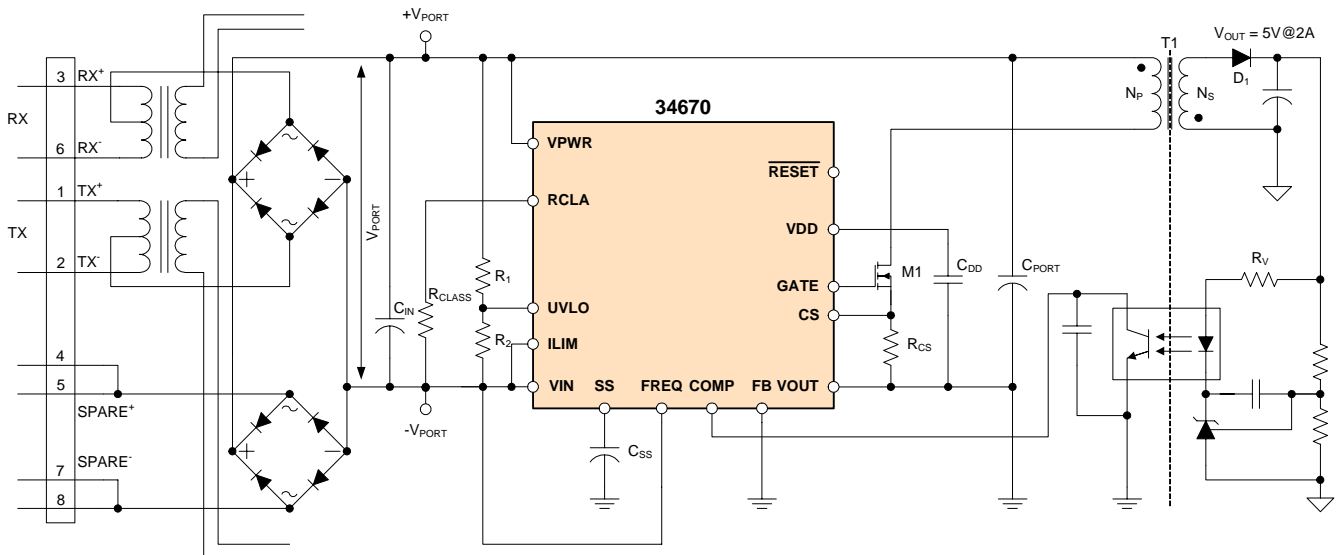 +VPORT
T1
VOUT = 5V@2A
3 RX+
D1
34670
NP
NS
RX
VPWR
RESET
6 RX-
+
−
1 TX+
RCLA
VPORT
TX
VDD
R1
M1
CDD
CPORT
RV
2 TX-
GATE
RCLASS
CIN
UVLO
CS
R2
ILIM
RCS
4
5
VIN SS FREQ COMP FB VOUT
SPARE+
-VPORT
+
−
CSS
SPARE-
7
8